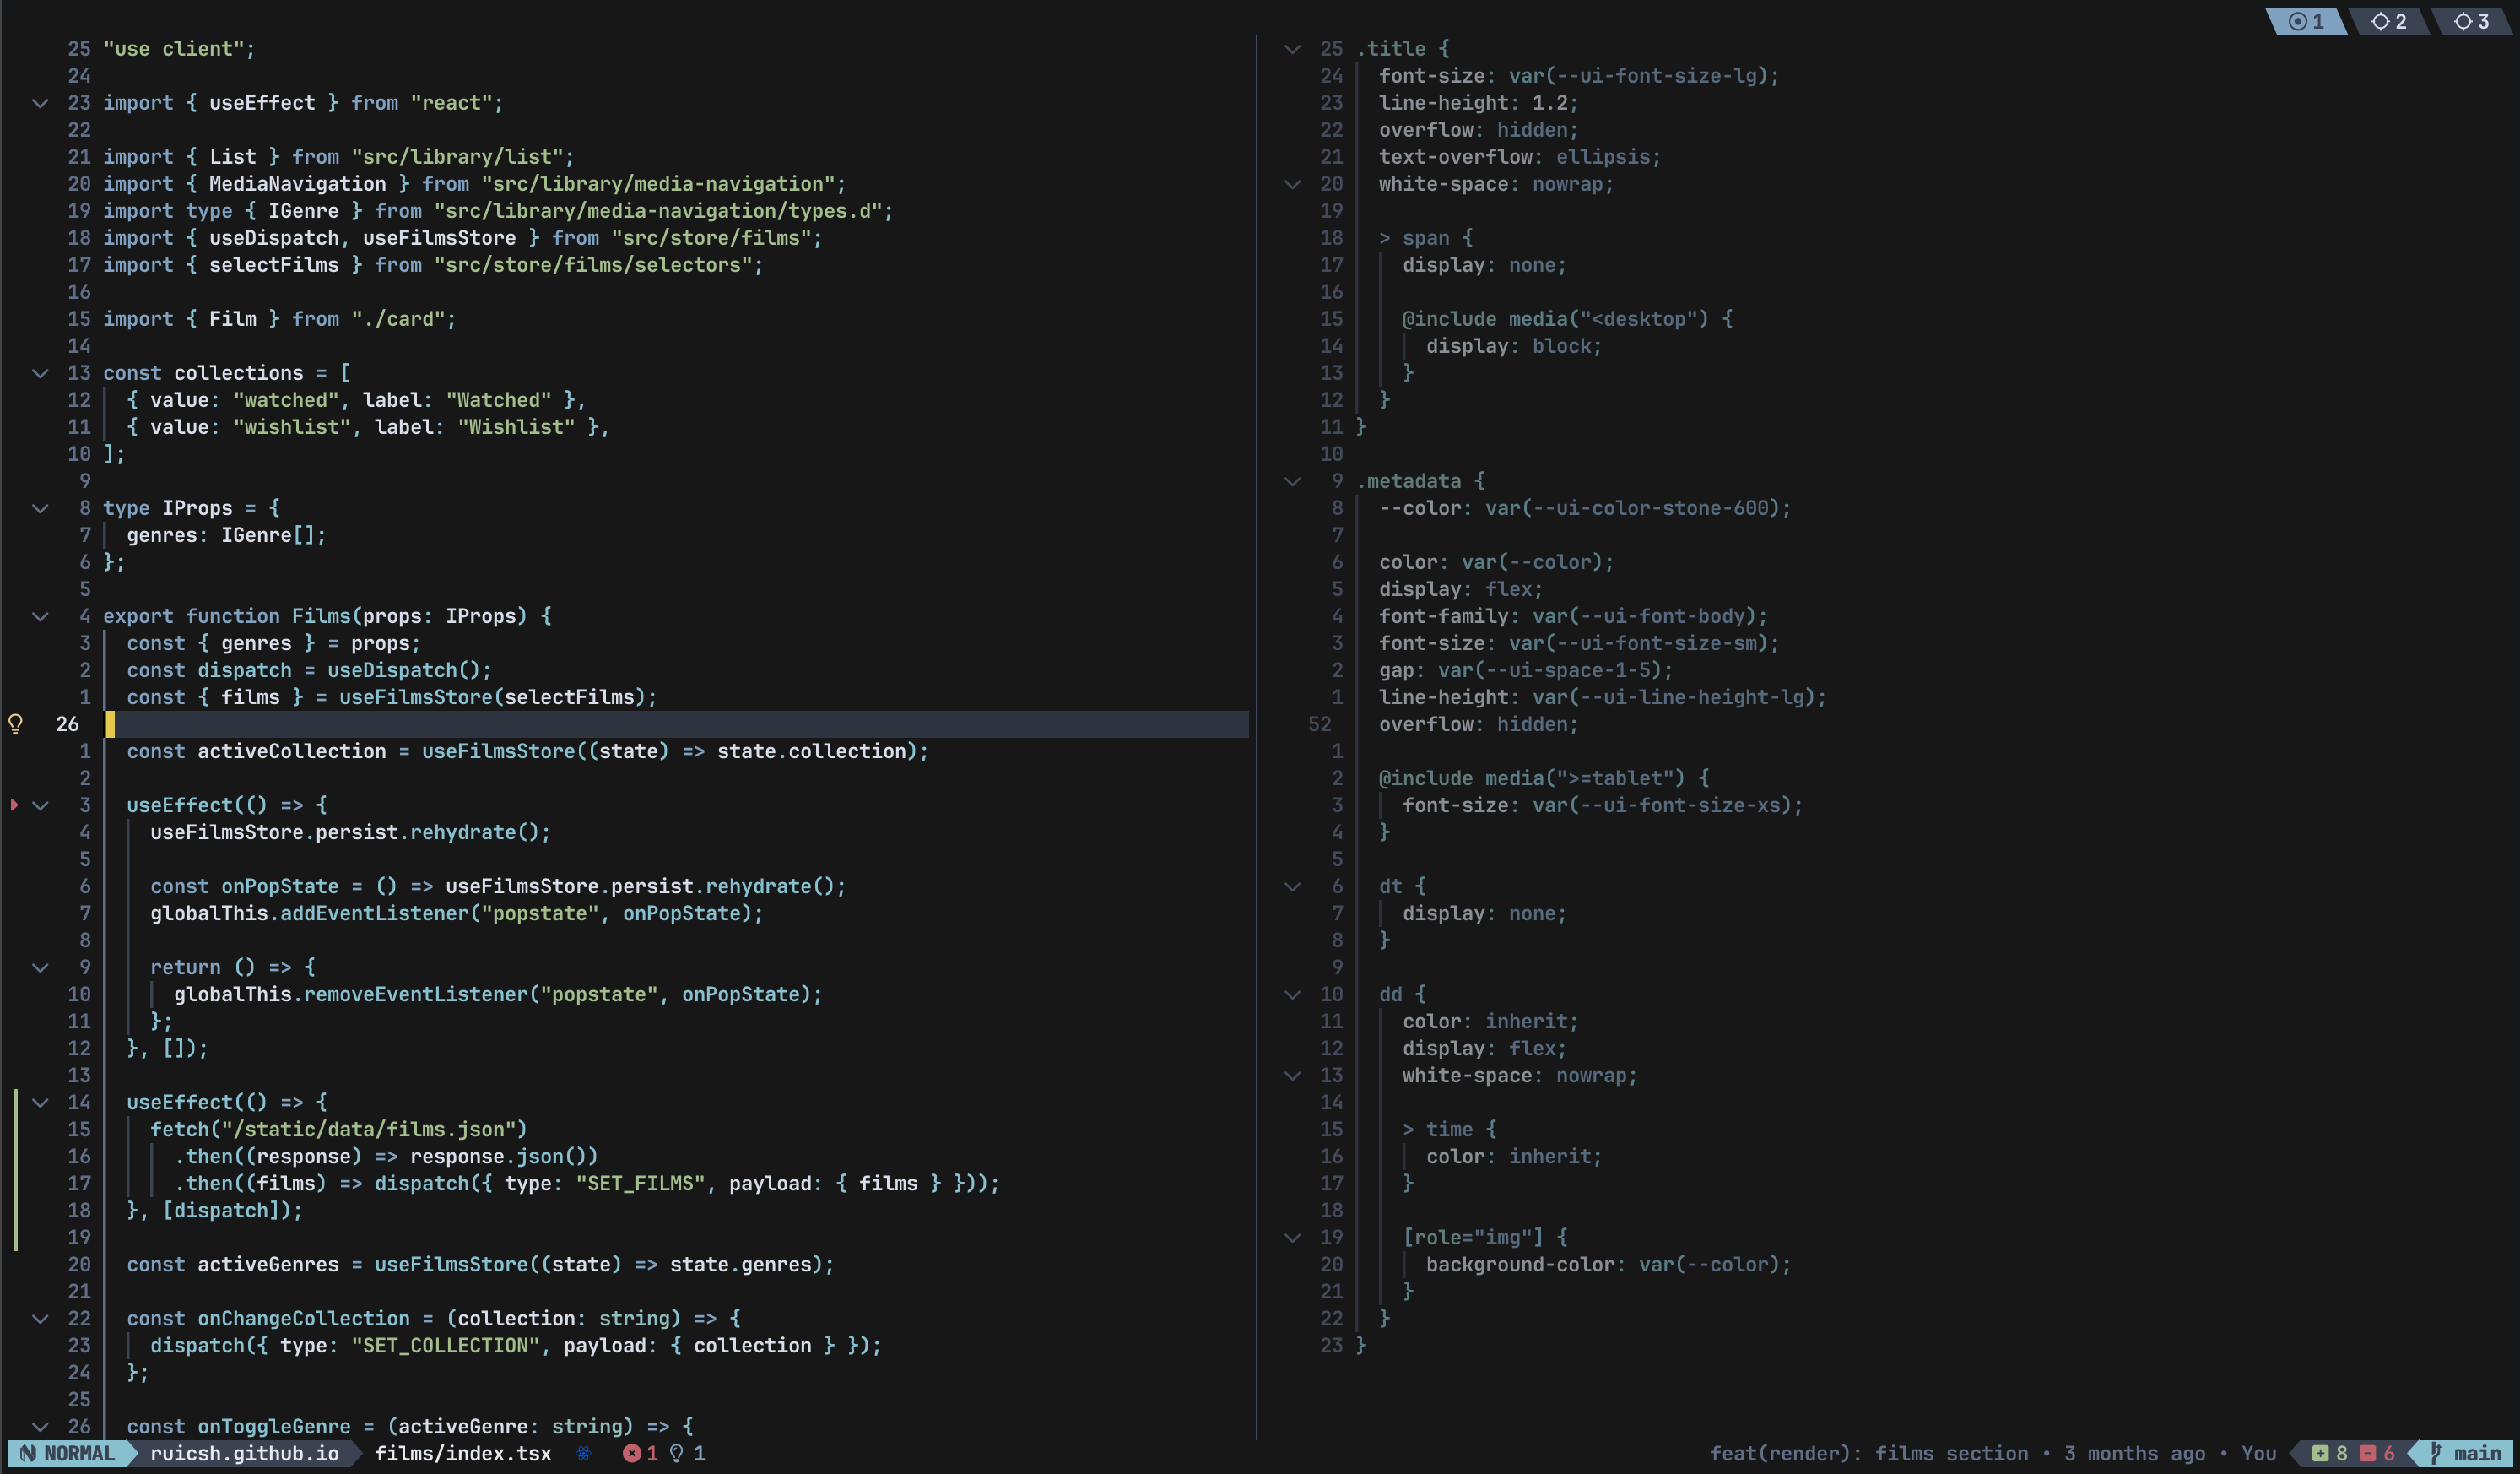 1 2 3
25 "use client";
24
23 import { useEffect } from "react";
22
21 import { List } from "src/library/list";
20 import { MediaNavigation } from "src/library/media-navigation";
19 import type { IGenre } from "src/library/media-navigation/types.d";
18 import { useDispatch, useFilmsStore } from "src/store/films";
17 import { selectFilms } from "src/store/films/selectors";
16
15 import { Film } from "./card";
14
13 const collections = [
12 { value: "watched", label: "Watched" },
11 { value: "wishlist", label: "Wishlist" },
10 ];
9
8 type IProps = {
7 genres: IGenre[];
6 };
5
4 export function Films(props: IProps) {
3 const { genres } = props;
2 const dispatch = useDispatch();
1 const { films } = useFilmsStore(selectFilms);
26
1 const activeCollection = useFilmsStore((state) => state.collection);
2
3 useEffect(() => {
4 useFilmsStore.persist.rehydrate();
5
6 const onPopState = () => useFilmsStore.persist.rehydrate();
7 globalThis.addEventListener("popstate", onPopState);
8
9 return () => {
10 globalThis.removeEventListener("popstate", onPopState);
11 };
12 }, []);
13
14 useEffect(() => {
15 fetch("/static/data/films.json")
16 .then((response) => response.json())
17 .then((films) => dispatch({ type: "SET_FILMS", payload: { films } }));
18 }, [dispatch]);
19
20 const activeGenres = useFilmsStore((state) => state.genres);
21
22 const onChangeCollection = (collection: string) => {
23 dispatch({ type: "SET_COLLECTION", payload: { collection } });
24 };
25
26 const onToggleGenre = (activeGenre: string) => {
25 .title {
24 font-size: var(--ui-font-size-lg);
23 line-height: 1.2;
22 overflow: hidden;
21 text-overflow: ellipsis;
20 white-space: nowrap;
19
18 > span {
17 display: none;
16
15 @include media("<desktop") {
14 display: block;
13 }
12 }
11 }
10
9 .metadata {
8 --color: var(--ui-color-stone-600);
7
6 color: var(--color);
5 display: flex;
4 font-family: var(--ui-font-body);
3 font-size: var(--ui-font-size-sm);
2 gap: var(--ui-space-1-5);
1 line-height: var(--ui-line-height-lg);
52 overflow: hidden;
1
2 @include media(">=tablet") {
3 font-size: var(--ui-font-size-xs);
4 }
5
6 dt {
7 display: none;
8 }
9
10 dd {
11 color: inherit;
12 display: flex;
13 white-space: nowrap;
14
15 > time {
16 color: inherit;
17 }
18
19 [role="img"] {
20 background-color: var(--color);
21 }
22 }
23 }
NORMAL ruicsh.github.io films/index.tsx 1 1 feat(render): films section • 3 months ago • You 8 6 main